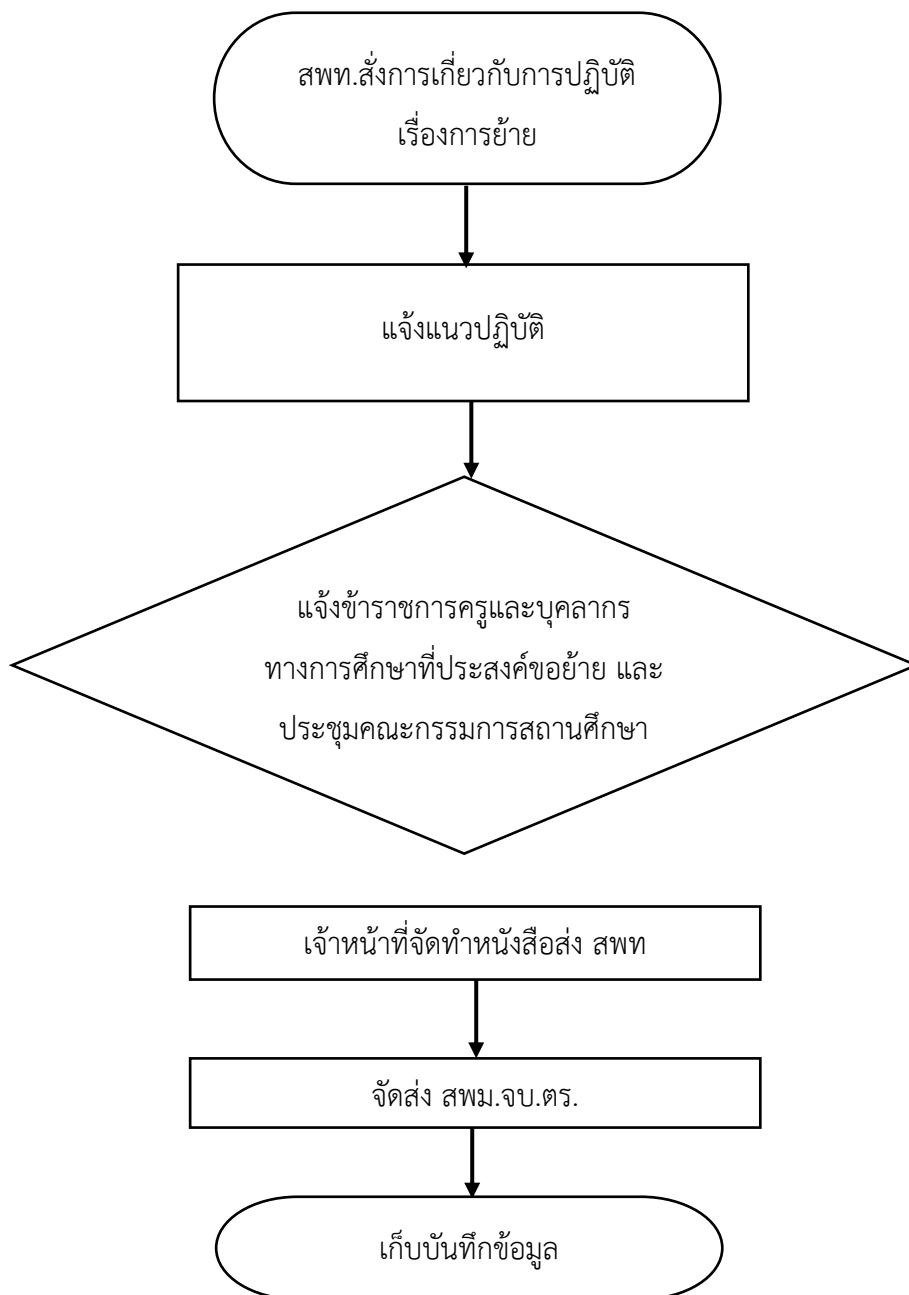 สพท.สั่งการเกี่ยวกับการปฏิบัติ
เรื่องการย้าย
แจ้งแนวปฏิบัติ
แจ้งข้าราชการครูและบุคลากร
ทางการศึกษาที่ประสงค์ขอย้าย และ
ประชุมคณะกรรมการสถานศึกษา
เจ้าหน้าที่จัดทำหนังสือส่ง สพท
จัดส่ง สพม.จบ.ตร.
เก็บบันทึกข้อมูล